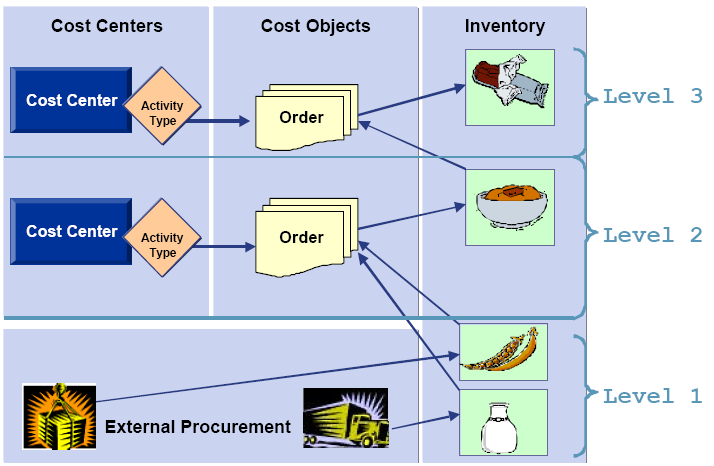 Cost Centers
Cost Objects
Inventory
Cost Center
Activity
Type
Order
Level 3
Cost Center
Activity
Type
Order
Level 2
External Procurement
Level 1